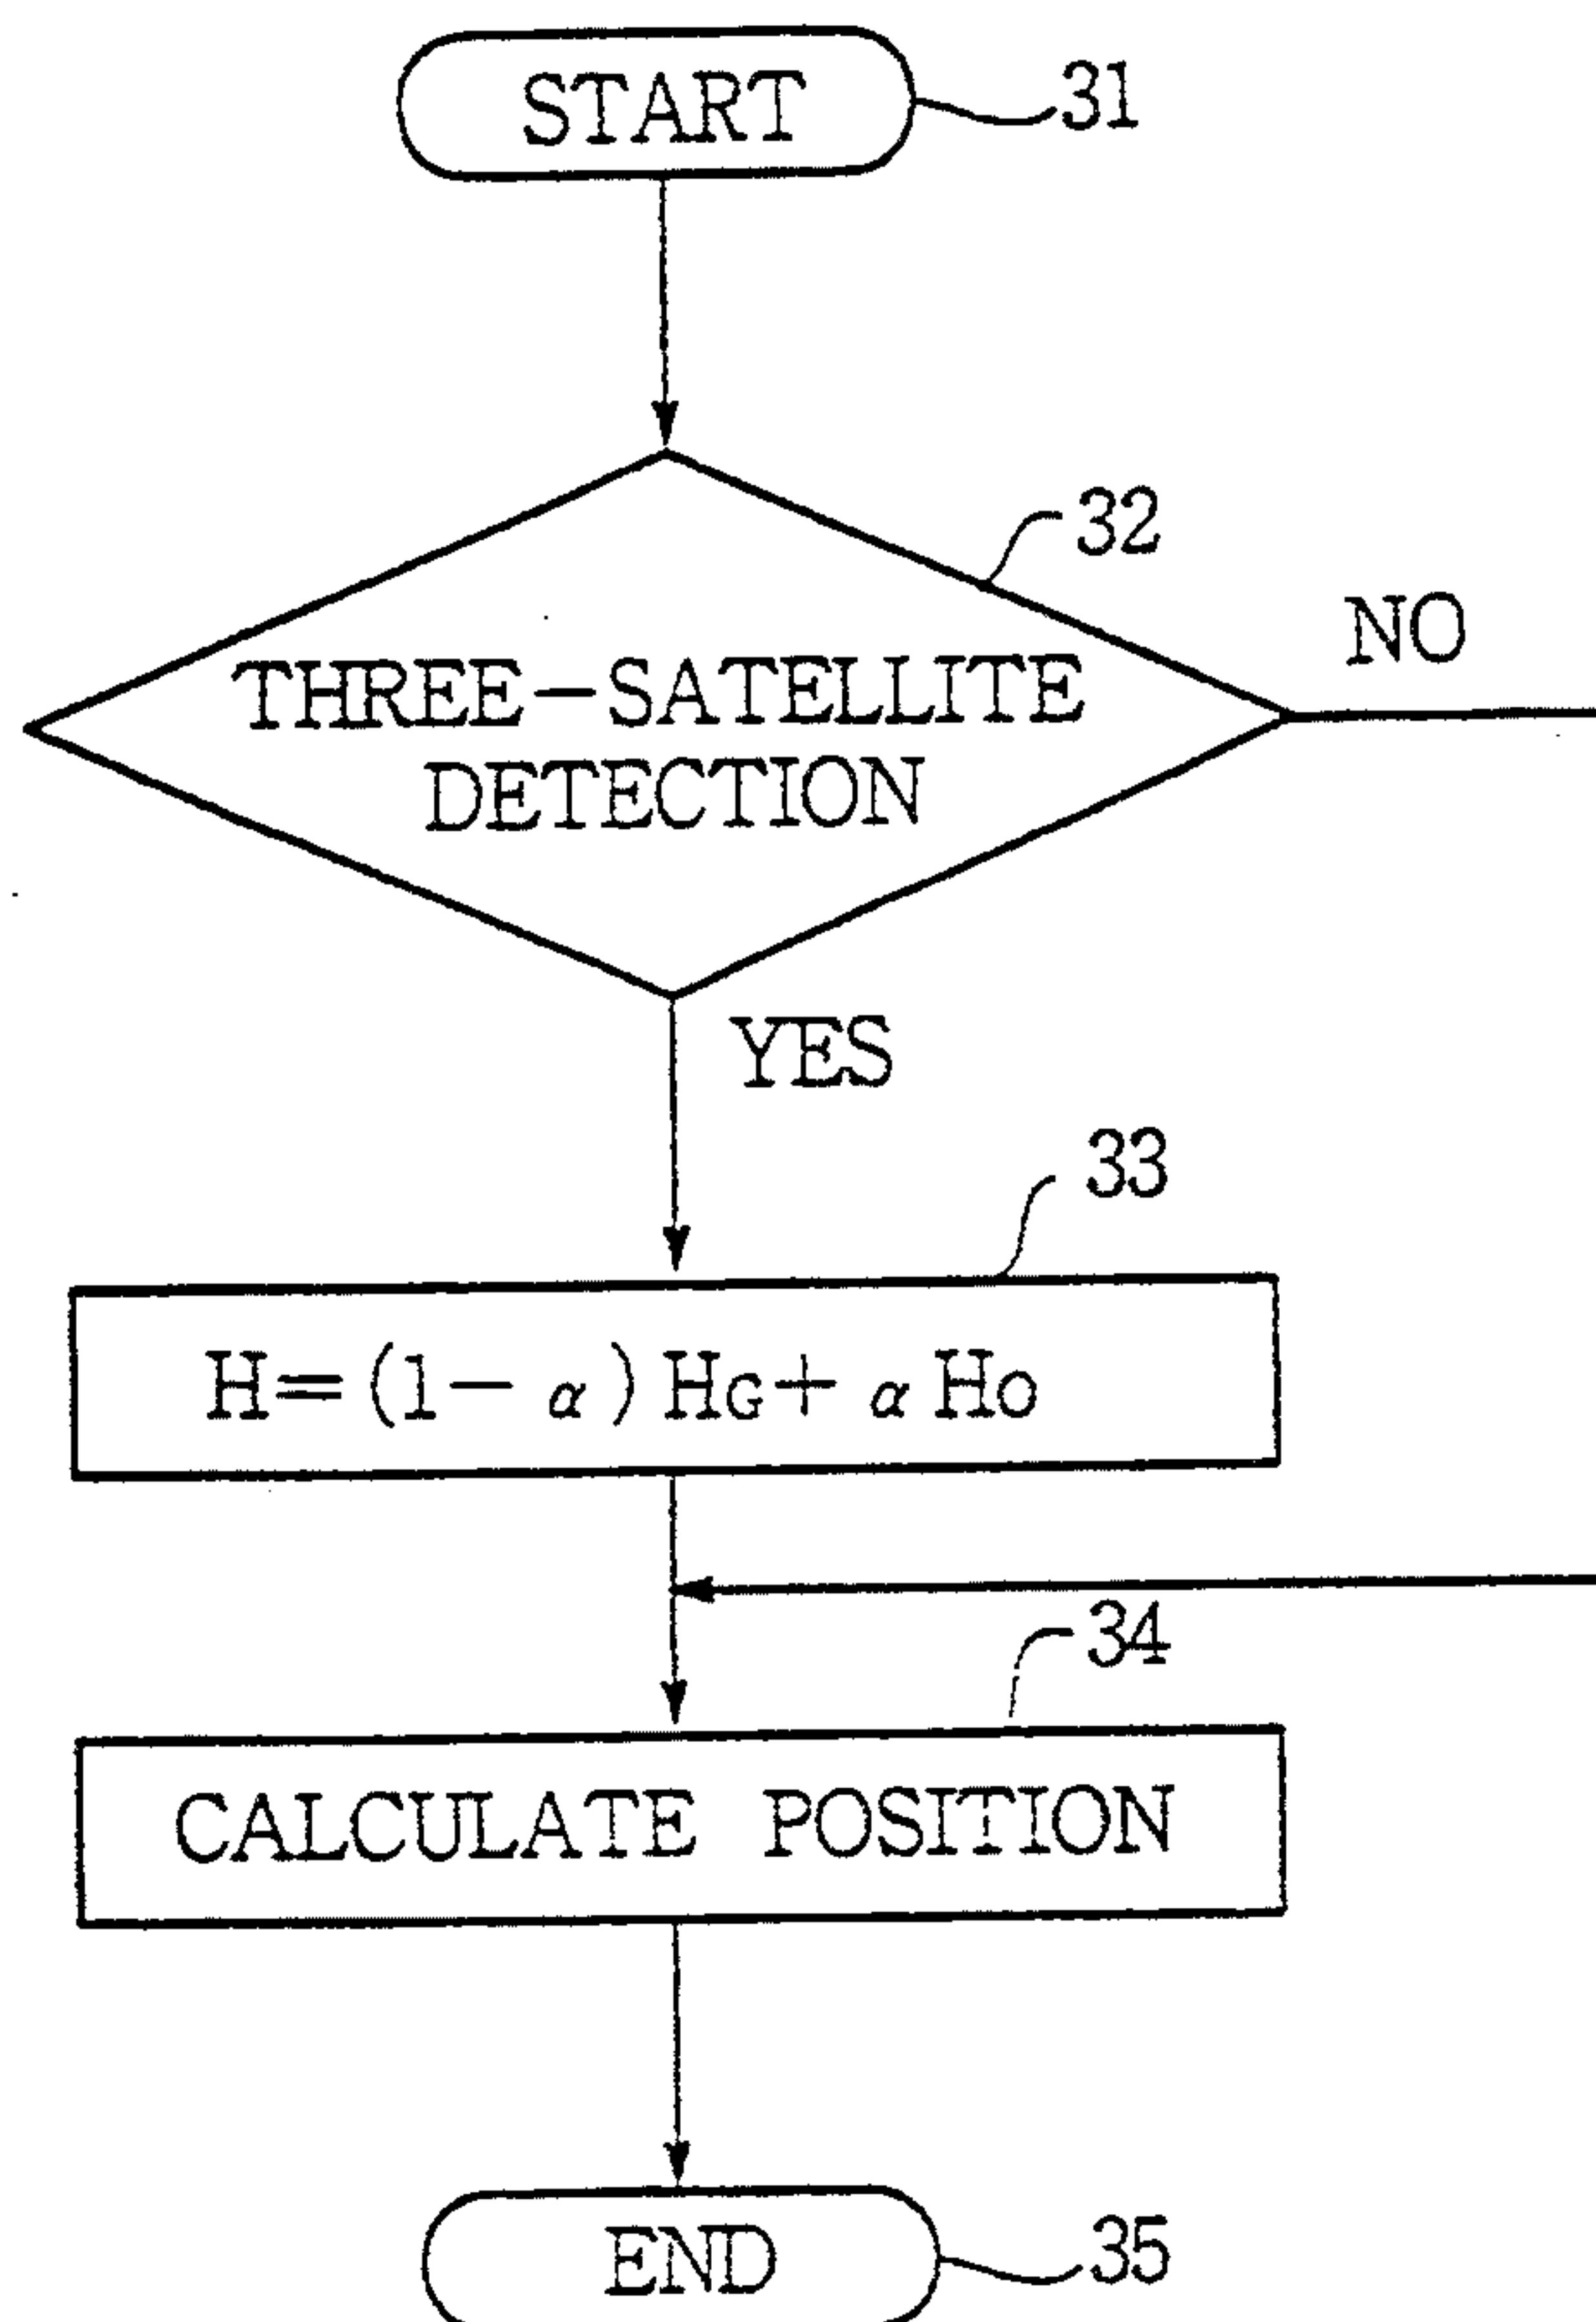 START 31
32
NO
THREE-SATELLITE
DETECTION
YES
33
H=(1-α)HG+αHO
34
CALCULATE POSITION
END 35